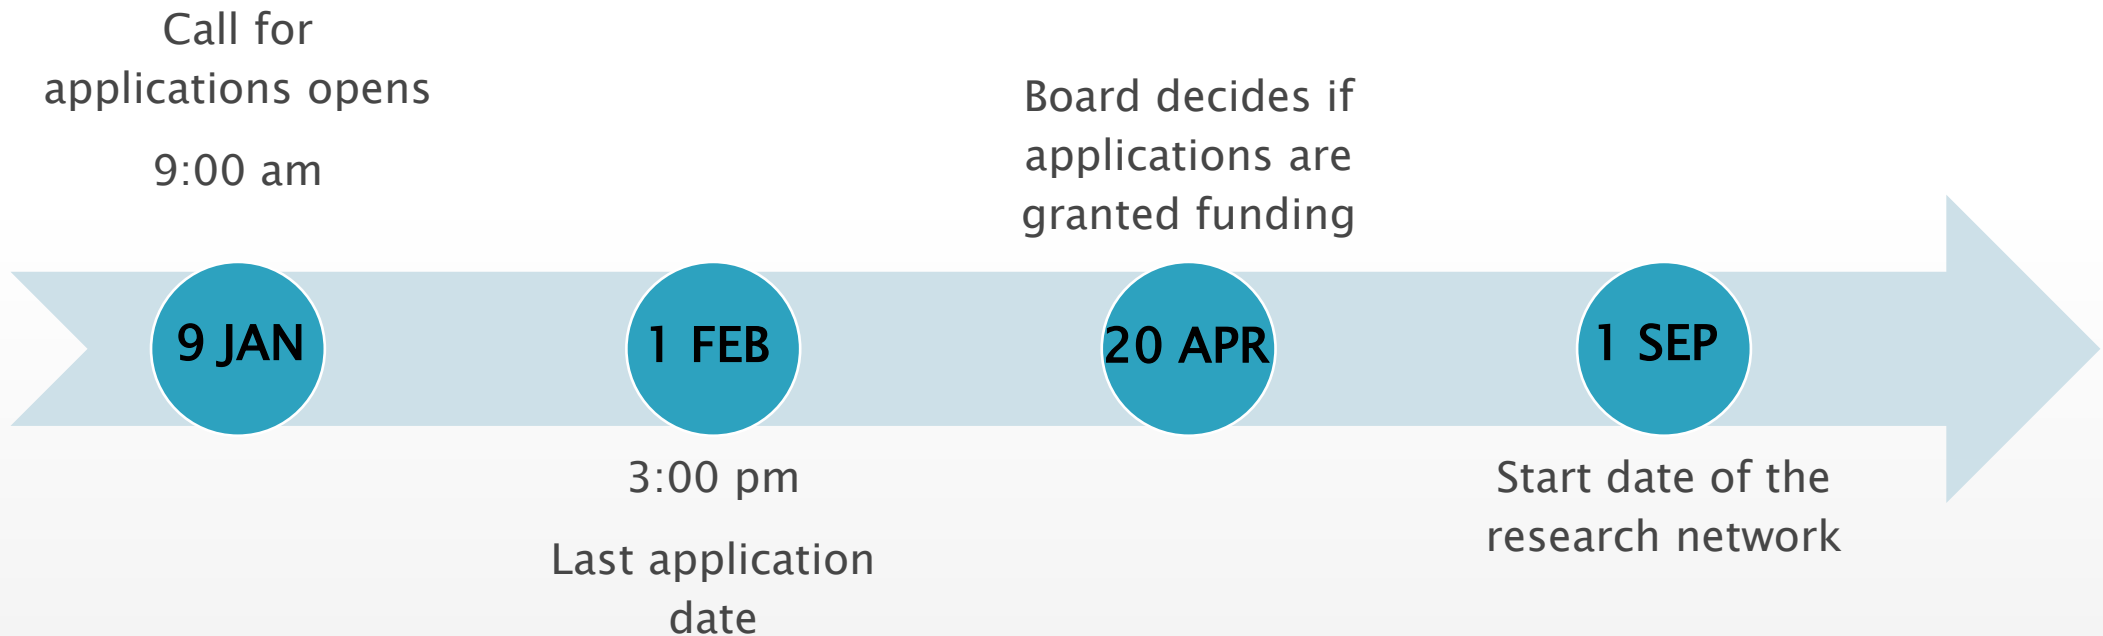 Call for
applications opens
9:00 am
9 JAN
1 FEB
3:00 pm
Last application
date
Board decides if
applications are
granted funding
20 APR
1 SEP
Start date of the
research network